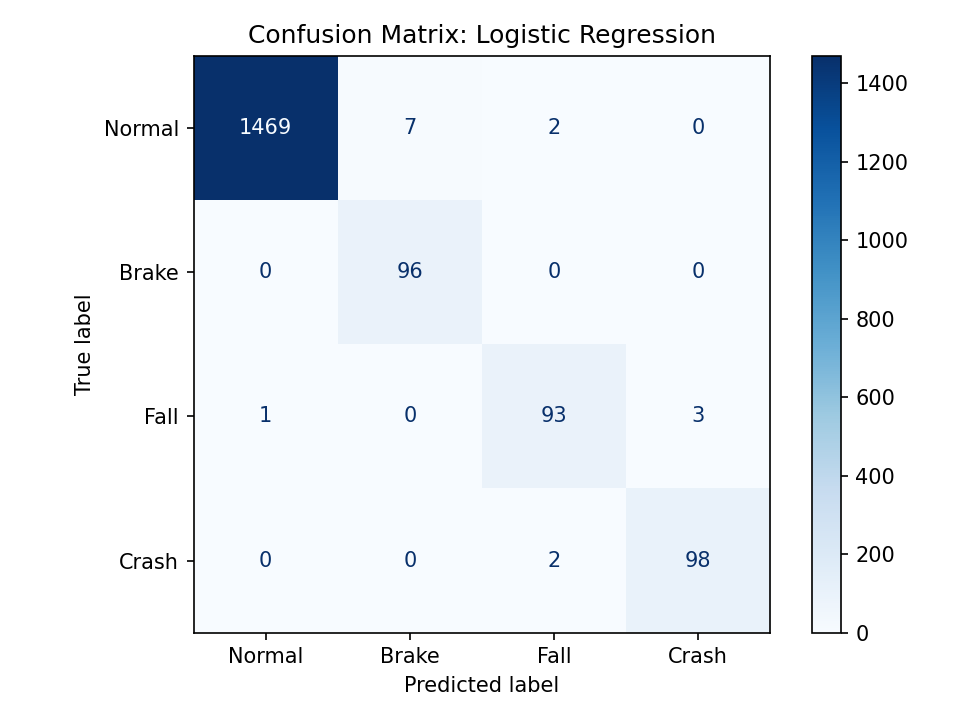 Confusion Matrix: Logistic Regression
Normal 1469 7 2 0
Brake 0 96 0 0
Fall 1 0 93 3
Crash 0 0 2 98
Normal Brake Fall Crash
Predicted label
True label
1400
1200
1000
800
600
400
200
0